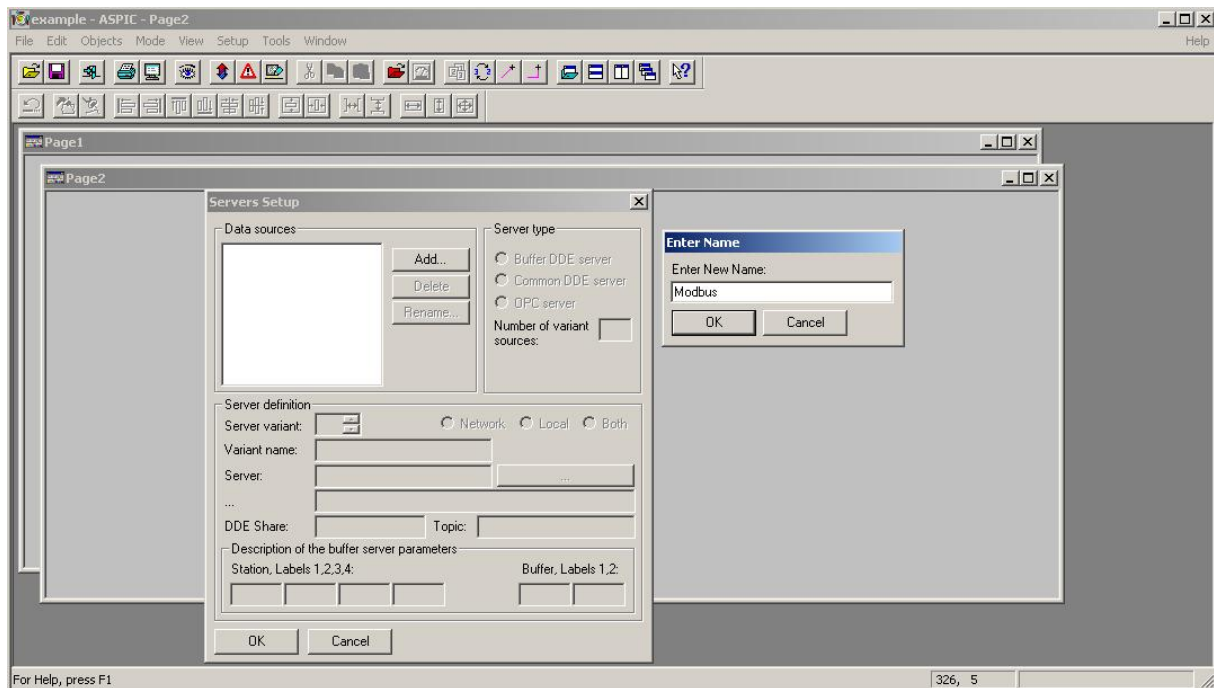 example - ASPIC - Page2
File Edit Objects Mode View Setup Tools Window Help
Page1
Page2
Servers Setup
Data sources
Add...
Delete
Rename...
Server type
Buffer DDE server
Common DDE server
OPC server
Number of variant
sources:
Enter Name
Enter New Name:
Modbus
OK Cancel
Server definition
Server variant: Network Local Both
Variant name:
Server: ...
...
DDE Share: Topic:
Description of the buffer server parameters
Station, Labels 1,2,3,4: Buffer, Labels 1,2:
OK Cancel
For Help, press F1 326, 5